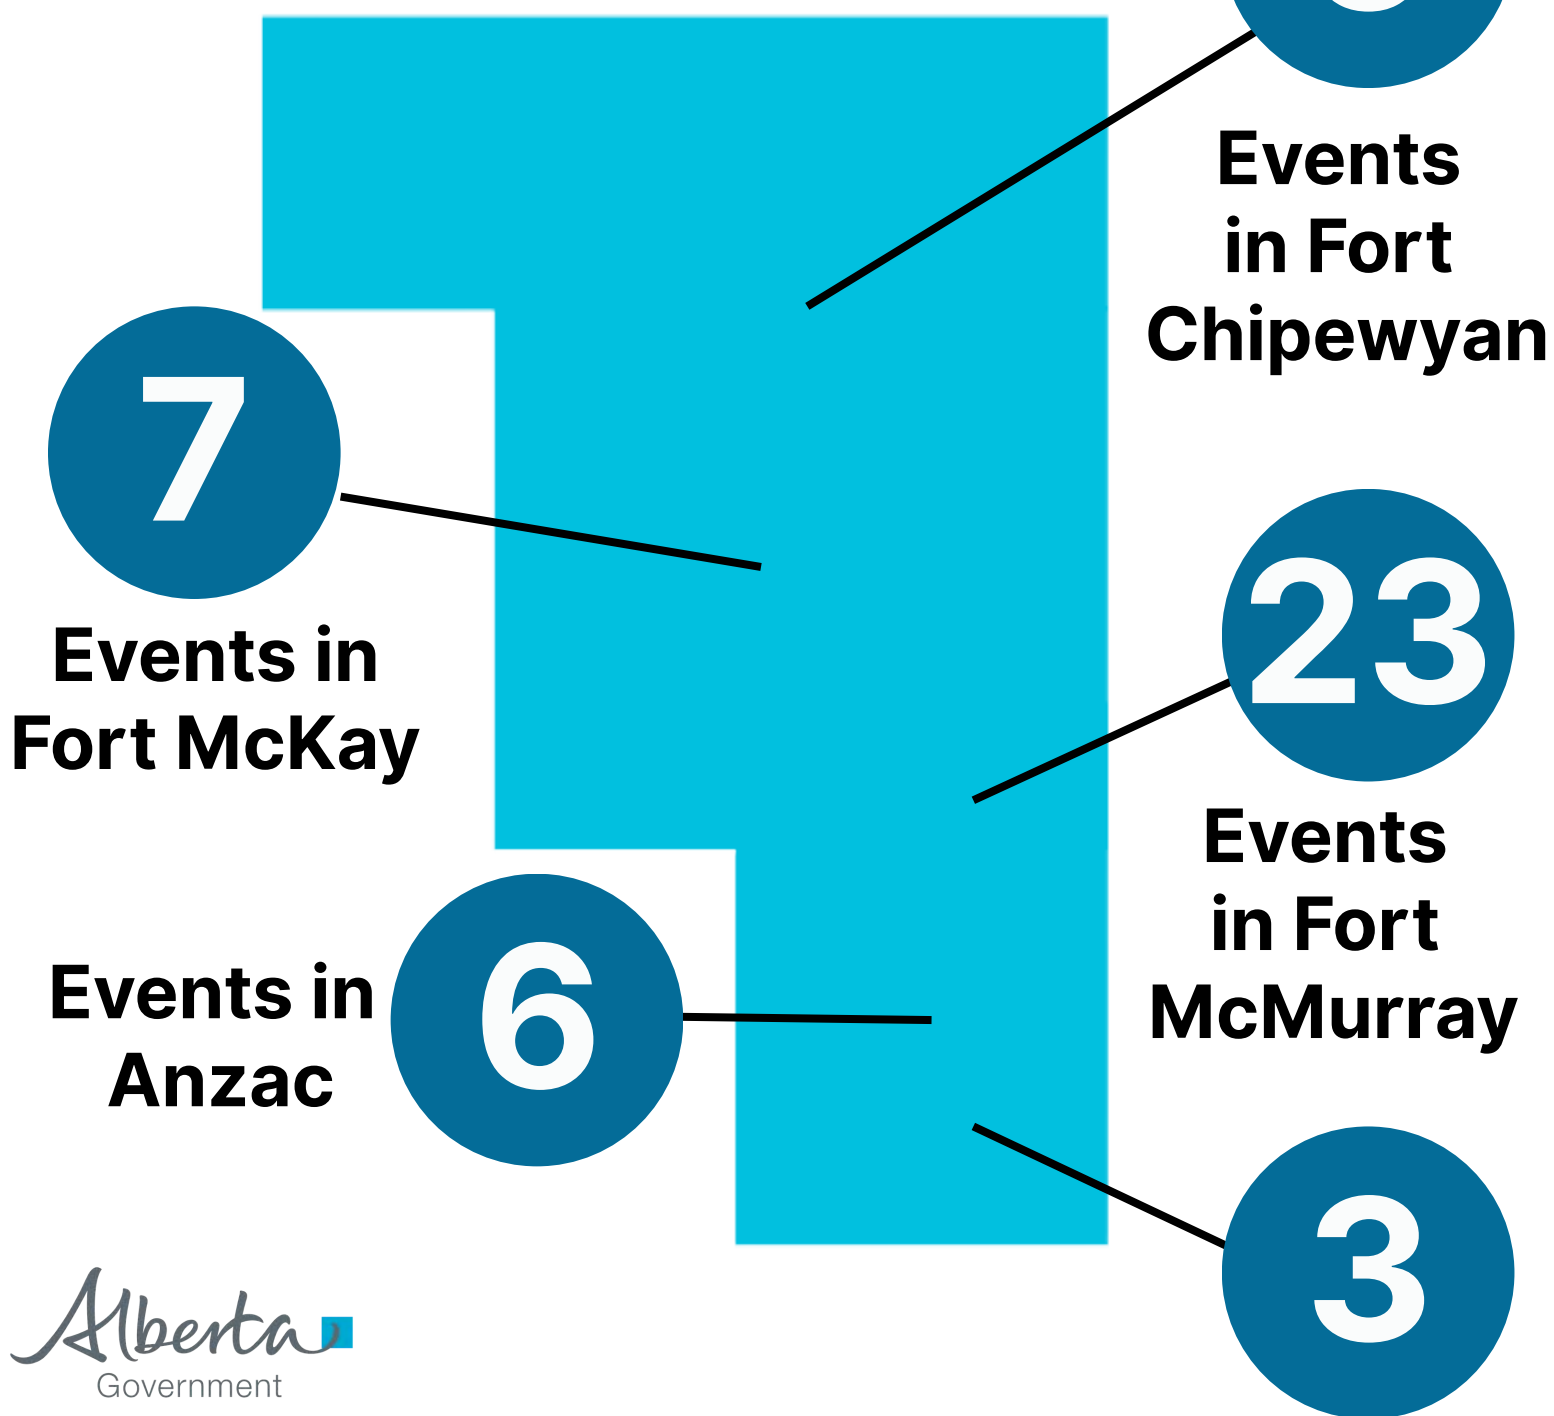 Events
in Fort
Chipewyan
7
Events in
Fort McKay
23
Events
in Fort
McMurray
6
Events in
Anzac
3
Alberta
Government